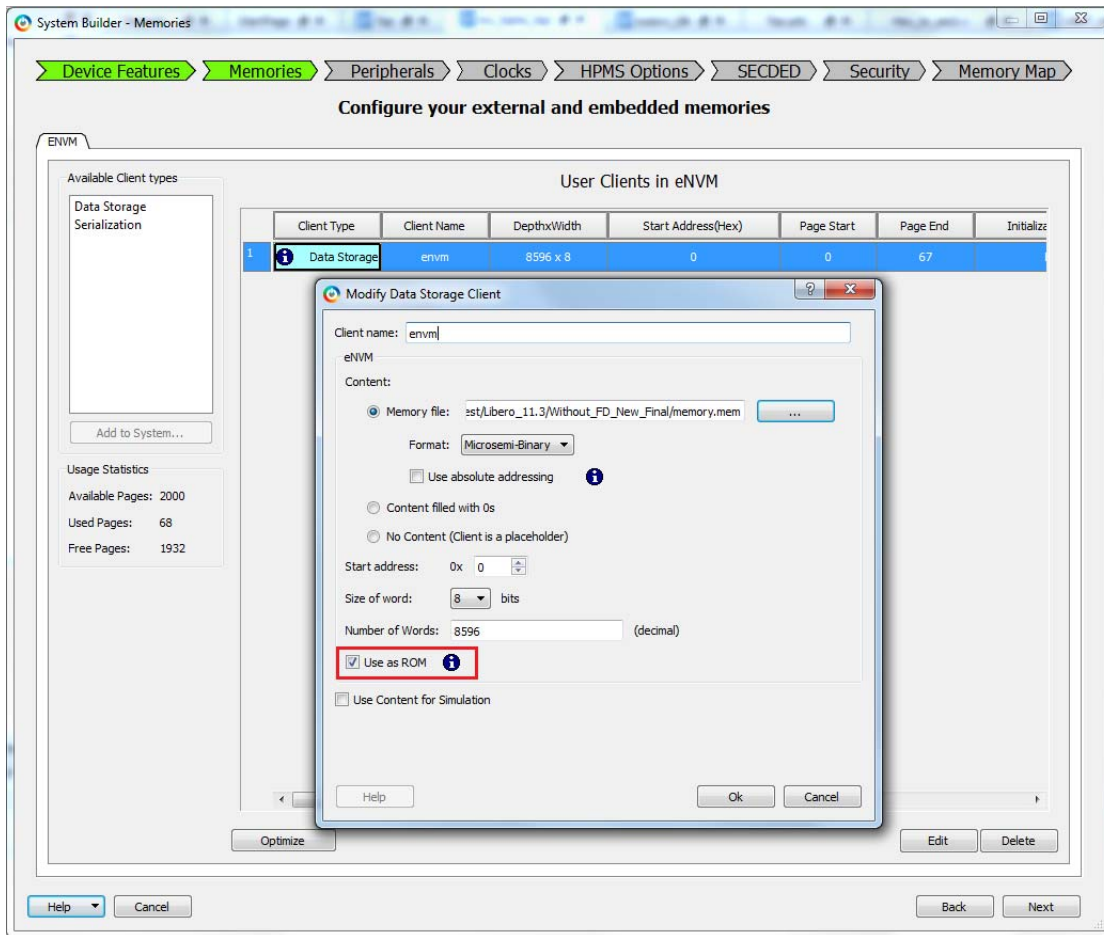 System Builder - Memories
Device Features Memories Peripherals Clocks HPMS Options SECDED Security Memory Map
Configure your external and embedded memories
ENVM
Available Client types
Data Storage
Serialization
Add to System...
Usage Statistics
Available Pages: 2000
Used Pages: 68
Free Pages: 1932
User Clients in eNVM
Client Type Client Name DepthxWidth Start Address(Hex) Page Start Page End Initializa
1 Data Storage envm 8596 x 8 0 0 67
Modify Data Storage Client
Client name: envm
eNVM
Content:
Memory file: est/Libero_11.3/Without_FD_New_Final/memory.mem ...
Format: Microsemi-Binary
Use absolute addressing
Content filled with 0s
No Content (Client is a placeholder)
Start address: 0x 0
Size of word: 8 bits
Number of Words: 8596 (decimal)
Use as ROM
Use Content for Simulation
Help Ok Cancel
Optimize Edit Delete
Help Cancel Back Next